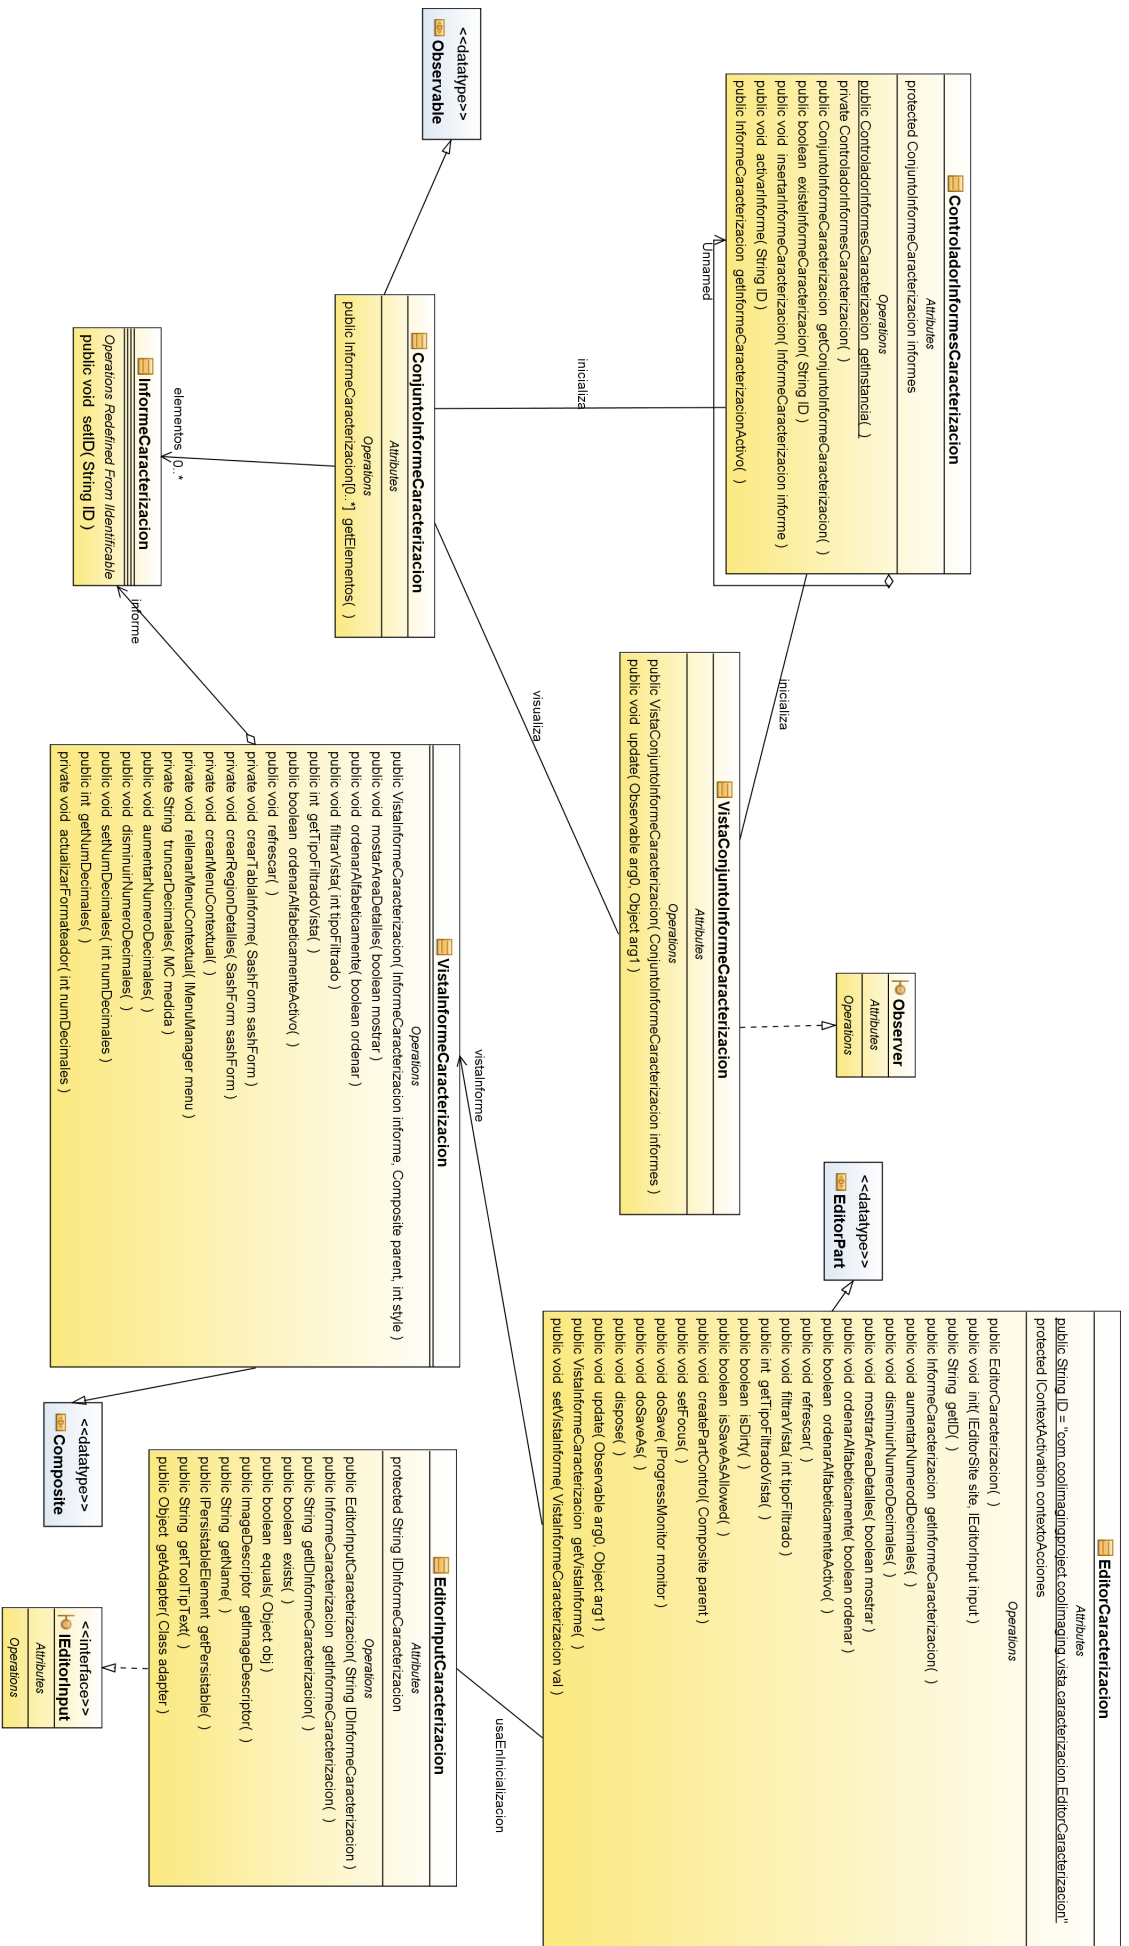 ControladorInformesCaracterizacion
Attributes
protected ConjuntoInformeCaracterizacion informes
Operations
public ControladorInformesCaracterizacion  getInstancia(  )
private ControladorInformesCaracterizacion(  )
public ConjuntoInformeCaracterizacion  getConjuntoInformeCaracterizacion(  )
public boolean  existeInformeCaracterizacion( String ID )
public void  insertarInformeCaracterizacion( InformeCaracterizacion informe )
public void  activarInforme( String ID )
public InformeCaracterizacion  getInformeCaracterizacionActivo(  )
Unnamed
inicializa
inicializa
<<datatype>>
Observable
ConjuntoInformeCaracterizacion
Attributes
Operations
public InformeCaracterizacion[0..*]  getElementos(  )
elementos  0..*
InformeCaracterizacion
Operations Redefined From IIdentificable
public void  setID( String ID )
informe
visualiza
Observer
Attributes
Operations
VistaConjuntoInformeCaracterizacion
Attributes
Operations
public VistaConjuntoInformeCaracterizacion( ConjuntoInformeCaracterizacion informes )
public void  update( Observable arg0, Object arg1 )
VistaInformeCaracterizacion
Operations
public VistaInformeCaracterizacion( InformeCaracterizacion informe, Composite parent, int style )
public void  mostarAreaDetalles( boolean mostrar )
public void  ordenarAlfabeticamente( boolean ordenar )
public void  filtrarVista( int tipoFiltrado )
public int  getTipoFiltradoVista(  )
public boolean  ordenarAlfabeticamenteActivo(  )
public void  refrescar(  )
private void  crearTablaInforme( SashForm sashForm )
private void  crearRegionDetalles( SashForm sashForm )
private void  crearMenuContextual(  )
private void  rellenarMenuContextual( IMenuManager menu )
private String  truncarDecimales( MC medida )
public void  aumentarNumeroDecimales(  )
public void  disminuirNumeroDecimales(  )
public void  setNumDecimales( int numDecimales )
public int  getNumDecimales(  )
private void  actualizarFormateador( int numDecimales )
vistaInforme
<<datatype>>
EditorPart
EditorCaracterizacion
Attributes
public String ID = "com.coolimagingproject.coolimaging.vista.caracterizacion.EditorCaracterizacion"
protected IContextActivation contextoAcciones
Operations
public EditorCaracterizacion(  )
public void  init( IEditorSite site, IEditorInput input )
public String  getID(  )
public InformeCaracterizacion  getInformeCaracterizacion(  )
public void  aumentarNumerodDecimales(  )
public void  disminuirNumeroDecimales(  )
public void  mostrarAreaDetalles( boolean mostrar )
public void  ordenarAlfabeticamente( boolean ordenar )
public boolean  ordenarAlfabeticamenteActivo(  )
public void  refrescar(  )
public void  filtrarVista( int tipoFiltrado )
public int  getTipoFiltradoVista(  )
public boolean  isDirty(  )
public boolean  isSaveAsAllowed(  )
public void  createPartControl( Composite parent )
public void  setFocus(  )
public void  doSave( IProgressMonitor monitor )
public void  doSaveAs(  )
public void  dispose(  )
public void  update( Observable arg0, Object arg1 )
public VistaInformeCaracterizacion  getVistaInforme(  )
public void  setVistaInforme( VistaInformeCaracterizacion val )
usaEnInicializacion
<<datatype>>
Composite
EditorInputCaracterizacion
Attributes
protected String IDInformeCaracterizacion
Operations
public EditorInputCaracterizacion( String IDInformeCaracterizacion )
public InformeCaracterizacion  getInformeCaracterizacion(  )
public String  getIDInformeCaracterizacion(  )
public boolean  exists(  )
public boolean  equals( Object obj )
public ImageDescriptor  getImageDescriptor(  )
public String  getName(  )
public IPersistableElement  getPersistable(  )
public String  getToolTipText(  )
public Object  getAdapter( Class adapter )
<<interface>>
IEditorInput
Attributes
Operations